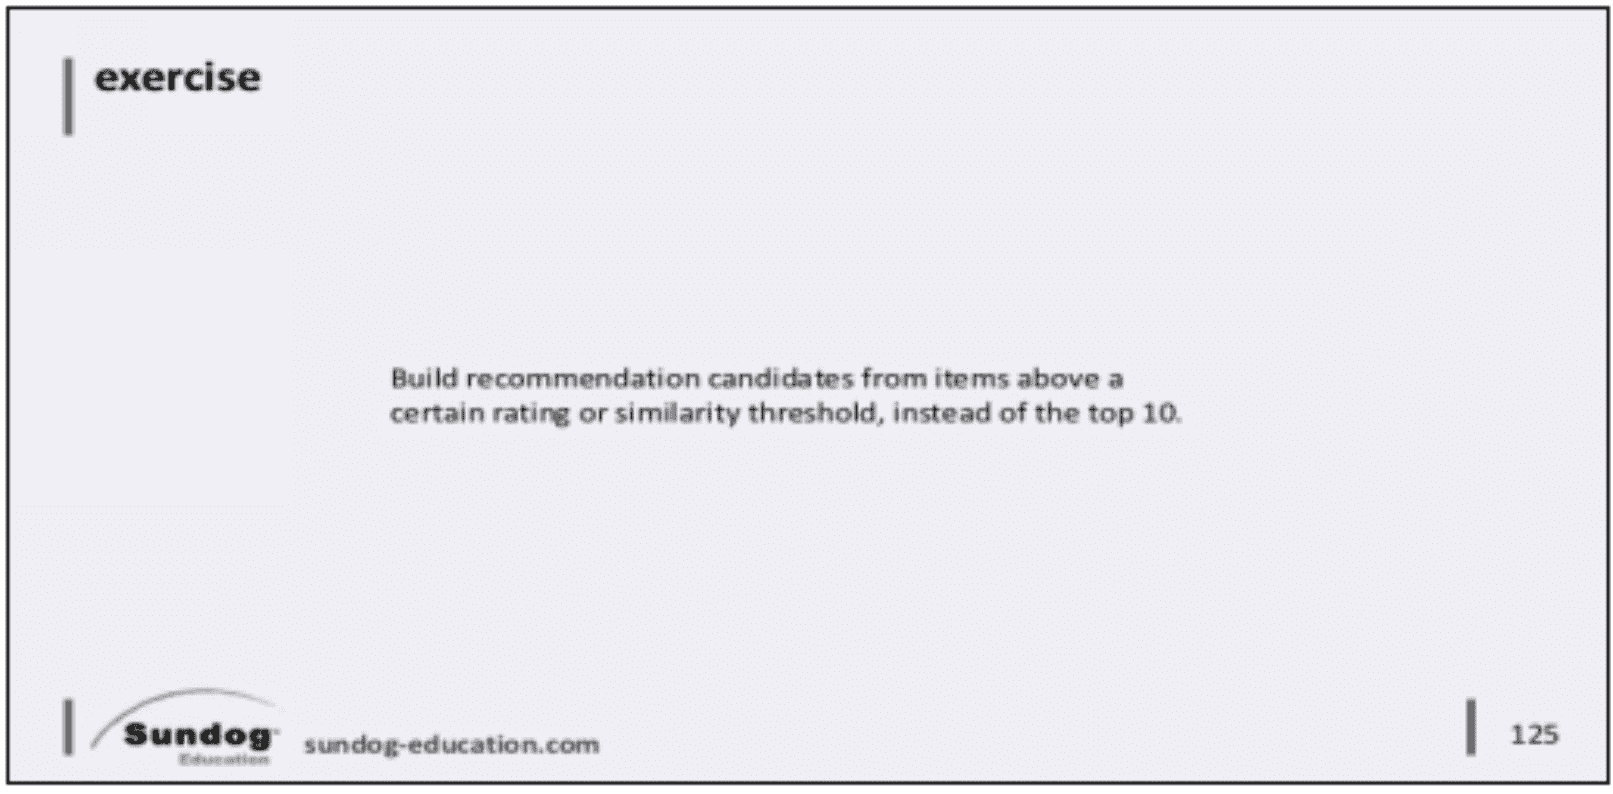 exercise
Build recommendation candidates from items above a
certain rating or similarity threshold, instead of the top 10.
Sundog
Education
sundog-education.com
125